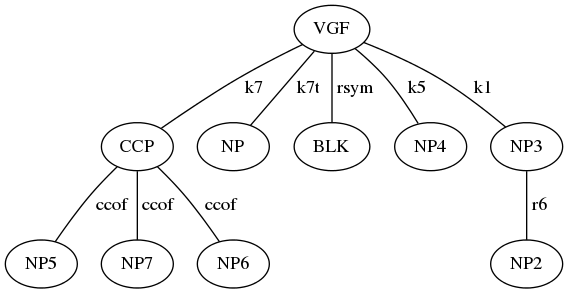 VGF
k7 k7t rsym k5 k1
CCP NP BLK NP4 NP3
ccof ccof ccof r6
NP5 NP7 NP6 NP2